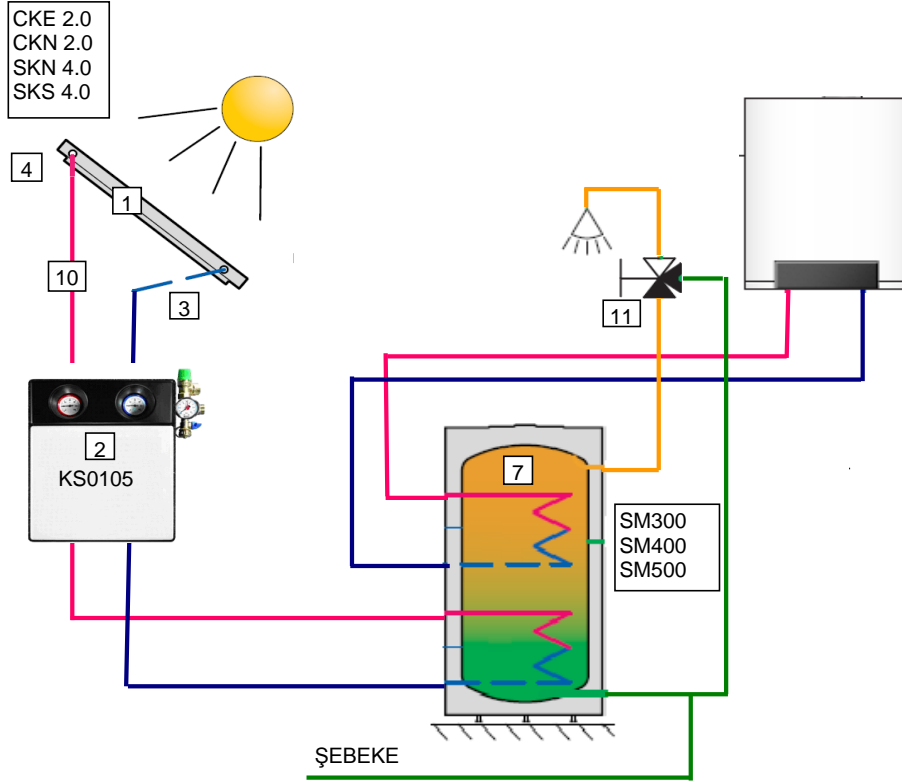 CKE 2.0
CKN 2.0
SKN 4.0
SKS 4.0
4
1
10
3
11
2
KS0105
7
SM300
SM400
SM500
ŞEBEKE